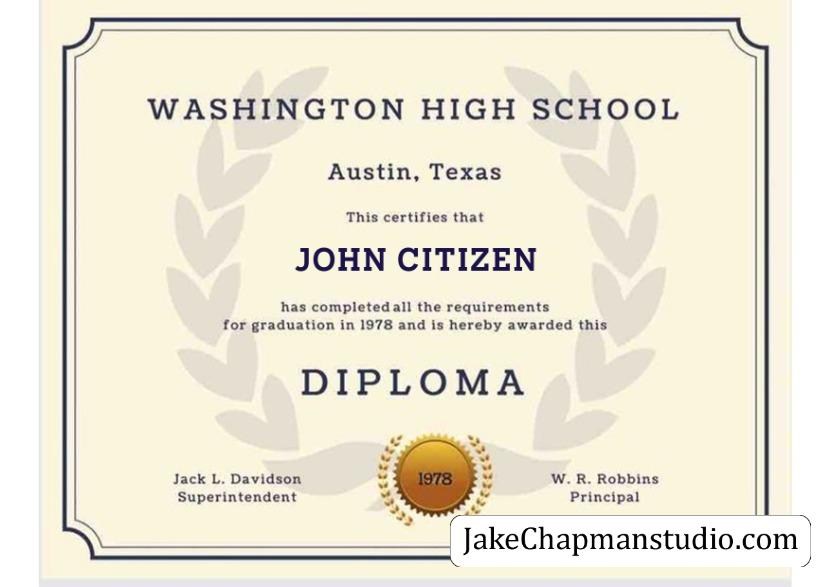 WASHINGTON HIGH SCHOOL
Austin, Texas
This certifies that
JOHN CITIZEN
has completed all the requirements
for graduation in 1978 and is hereby awarded this
DIPLOMA
1978
Jack L. Davidson
Superintendent
W. R. Robbins
Principal
JakeChapmanstudio.com